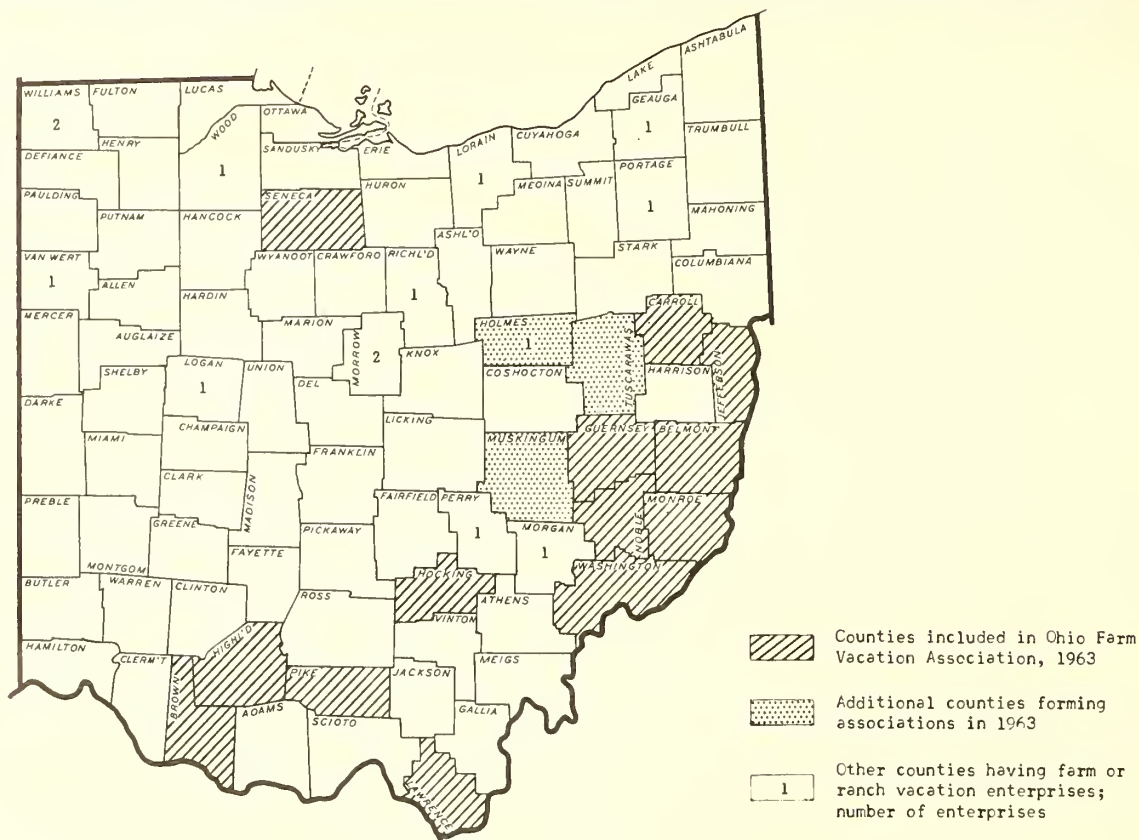 ASHTABULA
LAKE
WILLIAMS
FULTON
LUCAS
GEAUGA
2
OTTAWA
1
WOOD
CUYAHOGA
HENRY
LORAIN
TRUMBULL
DEFIANCE
SANDUSKY
ERIE
PORTAGE
1
1
MEOINA
SUMMIT
HURON
PAULDING
SENECA
1
PUTNAM
HANCOCK
MAHONING
ASHL'D
VAN WERT
WYANOOT
CRAWFORO
RICHL'D
WAYNE
STARK
COLUMBIANA
1
ALLEN
HARDIN
1
CARROLL
MERCER
MARION
HOLMES
AUGLAIZE
MORROW
2
KNOX
1
TUSCARAWAS
JEFFERSON
LOGAN
UNION
SHELBY
DEL
COSHOCTON
HARRISON
1
DARKE
LICKING
CHAMPAIGN
GUERNSEY
BELMONT
MIAMI
MUSKINGUM
FRANKLIN
CLARK
MADISON
PREBLE
FAIRFIELD
PERRY
MONROE
GREENE
PICKAWAY
MORGAN
NOBLE
1
1
FAYETTE
MONTGOM
WASHINGTON
BUTLER
WARREN
CLINTON
HOCKING
ROSS
ATHENS
VINTON
HAMILTON
HIGHL'D
CLERM'T
MEIGS
PIKE
JACKSON
BROWN
AOAMS
SCIOTO
GALLIA
LAWRENCE
Counties included in Ohio Farm
Vacation Association, 1963
Additional counties forming
associations in 1963
1
Other counties having farm or
ranch vacation enterprises;
number of enterprises